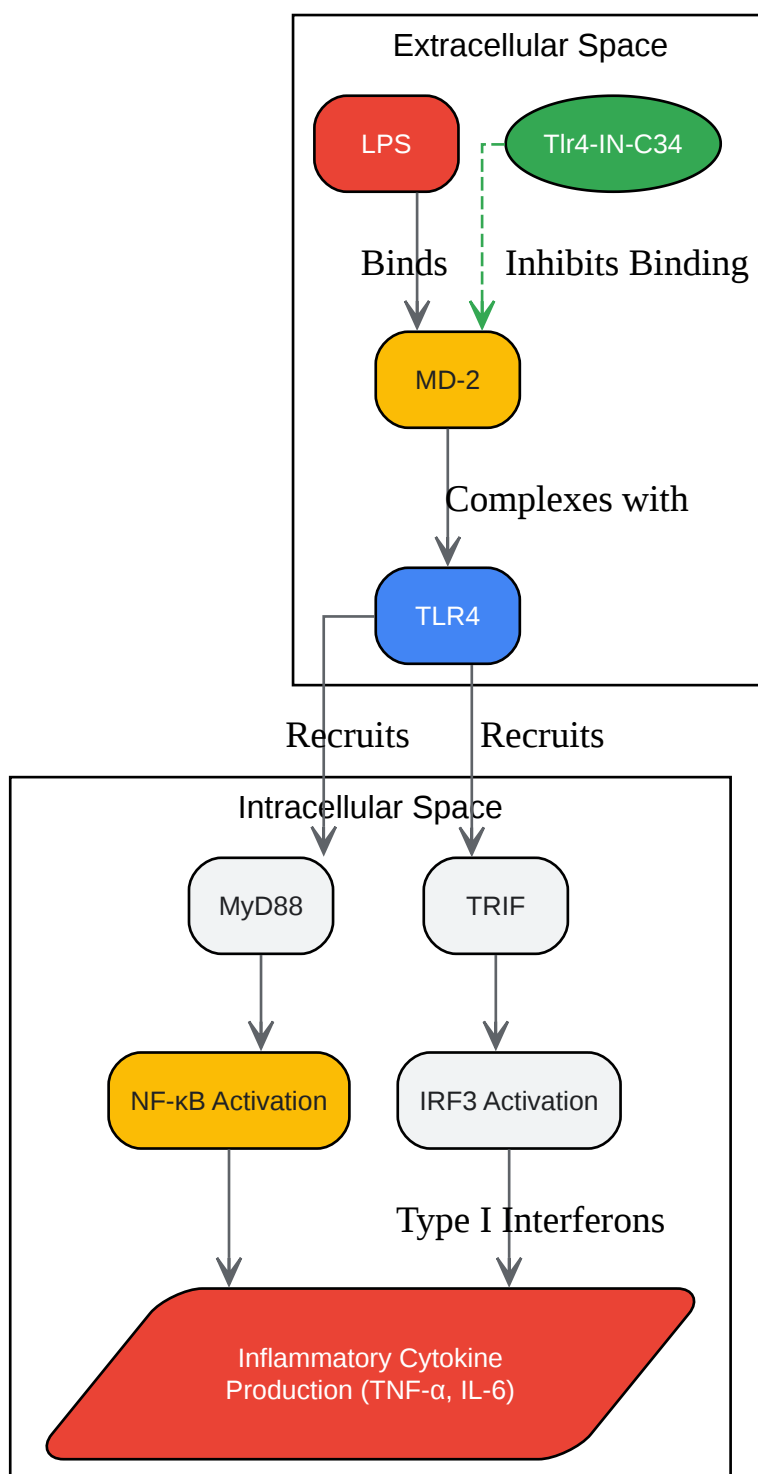 Extracellular Space
LPS
Tlr4-IN-C34
Binds
Inhibits Binding
MD-2
Complexes with
TLR4
Recruits
Recruits
Intracellular Space
MyD88
TRIF
NF-κB Activation
IRF3 Activation
Type I Interferons
Inflammatory Cytokine
Production (TNF-α, IL-6)